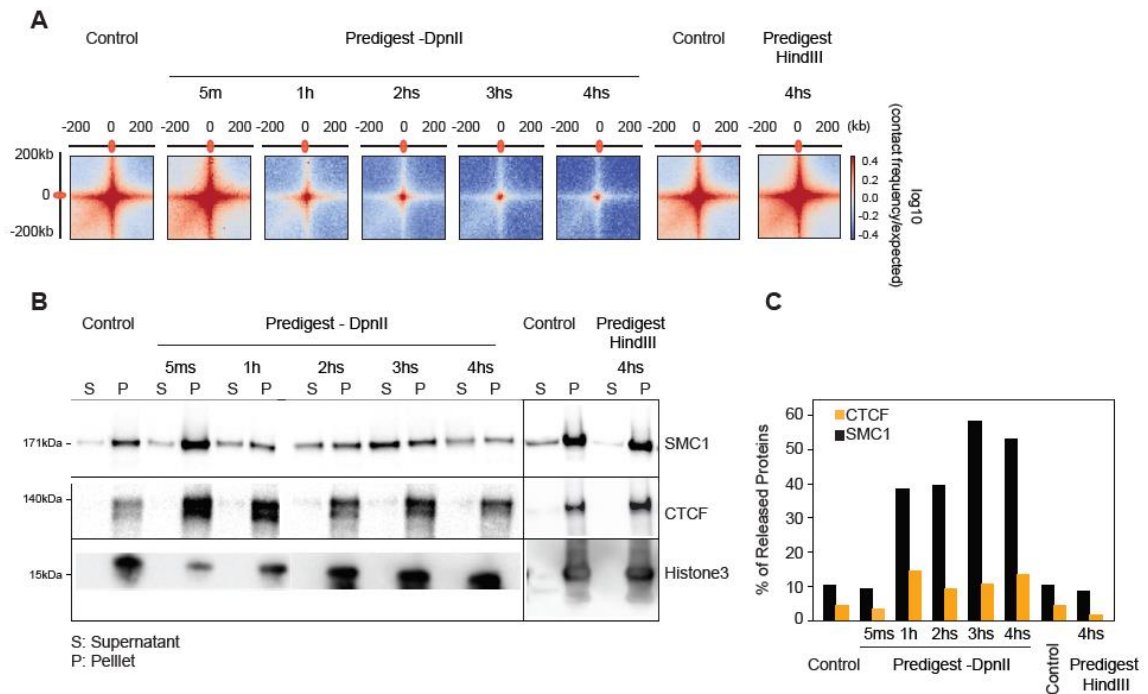 A
Control
Predigest -DpnII
Control
Predigest
HindIII
5m 1h 2hs 3hs 4hs 4hs
-200 0 200 -200 0 200 -200 0 200 -200 0 200 -200 0 200 -200 0 200 -200 0 200 -200 0 200 (kb)
200kb
0
-200kb
0.4
0.2
0.0
-0.2
-0.4
log10
(contact frequency/expected)
B
Control
Predigest - DpnII
Control
Predigest
HindIII
5ms 1h 2hs 3hs 4hs 4hs
S P S P S P S P S P S P S P S P
171kDa
SMC1
140kDa
CTCF
15kDa
Histone3
S: Supernatant
P: Pelllet
C
CTCF
SMC1
% of Released Proteins
60
50
40
30
20
10
0
5ms 1h 2hs 3hs 4hs
Control
4hs
Control
Predigest -DpnII
Predigest
HindIII